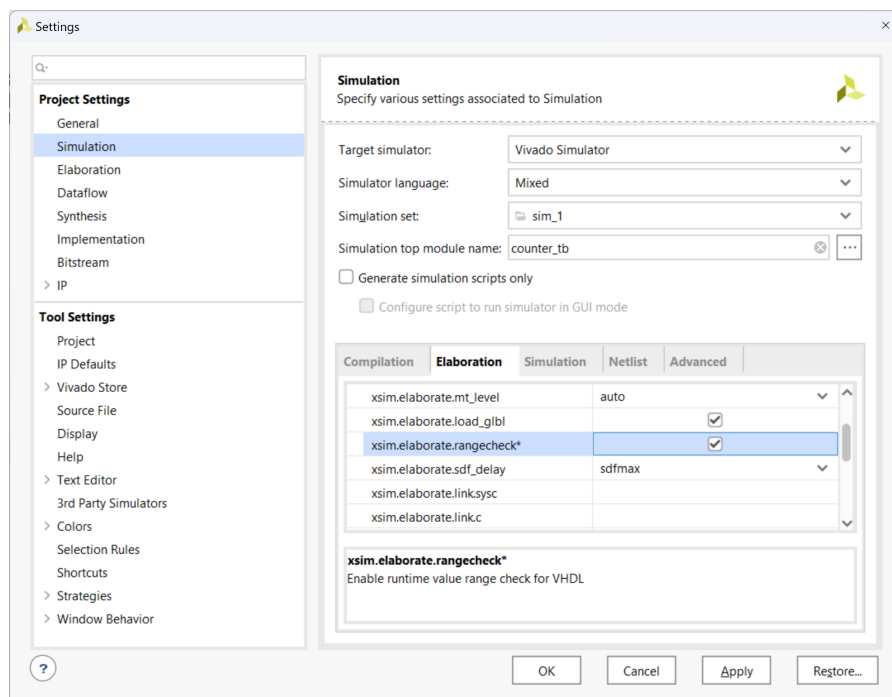 Settings
Project Settings
General
Simulation
Elaboration
Dataflow
Synthesis
Implementation
Bitstream
IP
Tool Settings
Project
IP Defaults
Vivado Store
Source File
Display
Help
Text Editor
3rd Party Simulators
Colors
Selection Rules
Shortcuts
Strategies
Window Behavior
Simulation
Specify various settings associated to Simulation
Target simulator: Vivado Simulator
Simulator language: Mixed
Simulation set: sim_1
Simulation top module name: counter_tb
Generate simulation scripts only
Configure script to run simulator in GUI mode
Compilation Elaboration Simulation Netlist Advanced
xsim.elaborate.mt_level auto
xsim.elaborate.load_glbl
xsim.elaborate.rangecheck*
xsim.elaborate.sdf_delay sdfmax
xsim.elaborate.link.sysc
xsim.elaborate.link.c
xsim.elaborate.rangecheck*
Enable runtime value range check for VHDL
? OK Cancel Apply Restore...